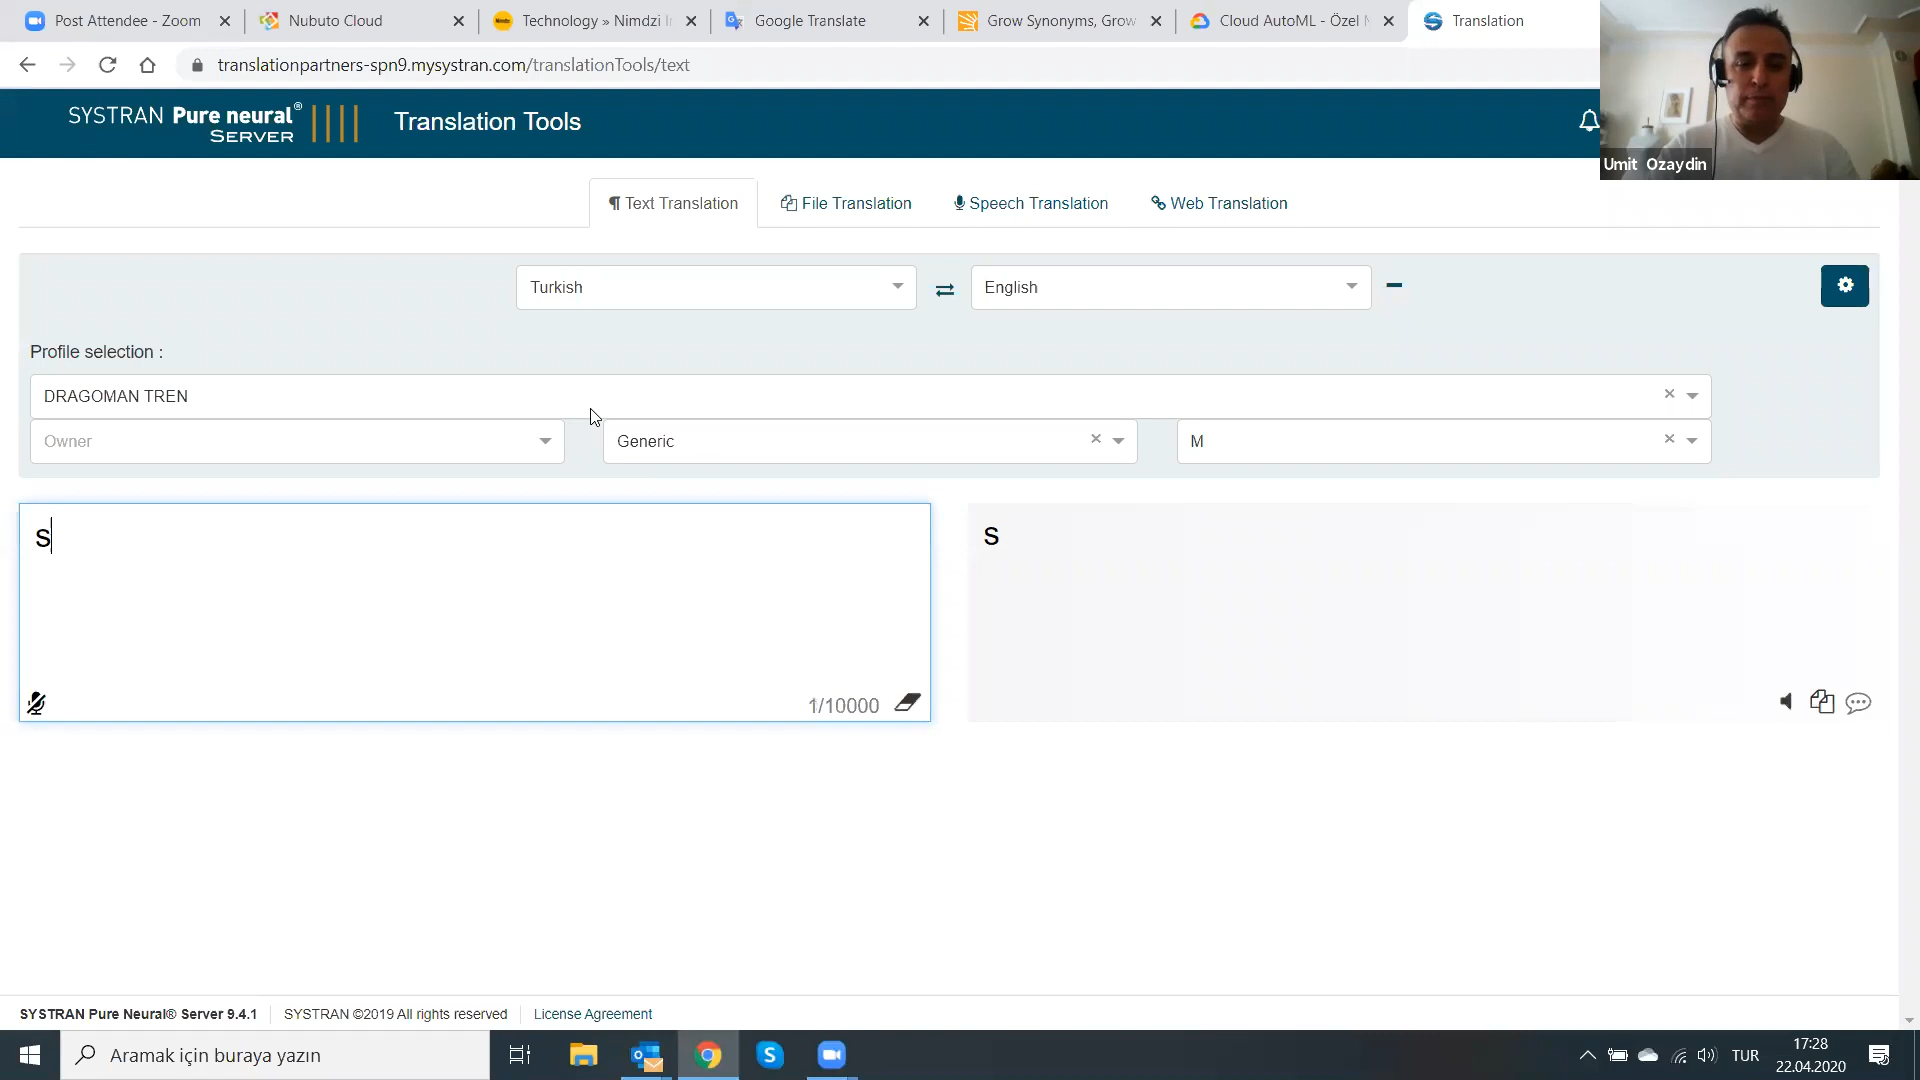 Post Attendee - Zoom
Nubuto Cloud
Technology » Nimdzi
Google Translate
Grow Synonyms, Grow
Cloud AutoML - Özel
Translation
translationpartners-spn9.mysystran.com/translationTools/text
SYSTRAN Pure neural® SERVER
Translation Tools
Umit Ozaydin
Text Translation
File Translation
Speech Translation
Web Translation
Turkish
English
Profile selection :
DRAGOMAN TREN
Owner
Generic
M
S
S
1/10000
SYSTRAN Pure Neural® Server 9.4.1
SYSTRAN ©2019 All rights reserved
License Agreement
Aramak için buraya yazın
TUR
17:28
22.04.2020